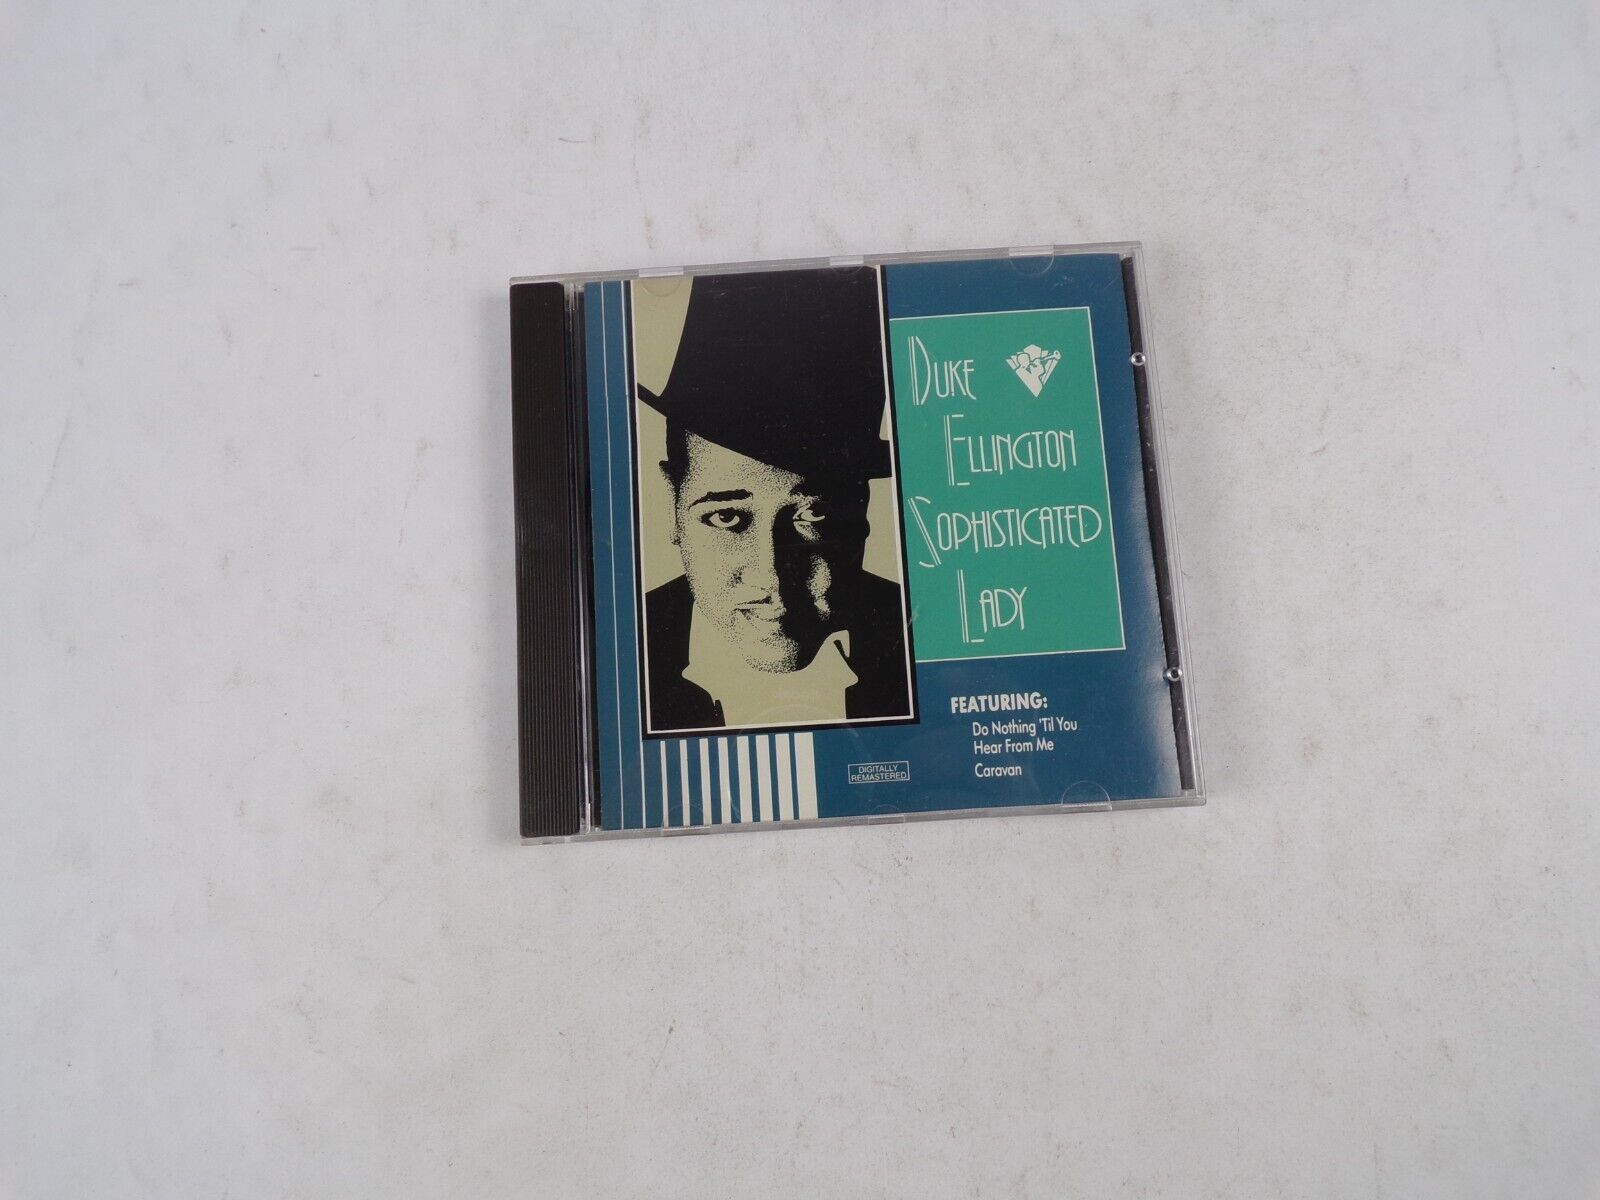 DUKE
ELLINGTON
SOPHISTICATED
LADY
FEATURING:
Do Nothing 'Til You
Hear From Me
Caravan
DIGITALLY
REMASTERED